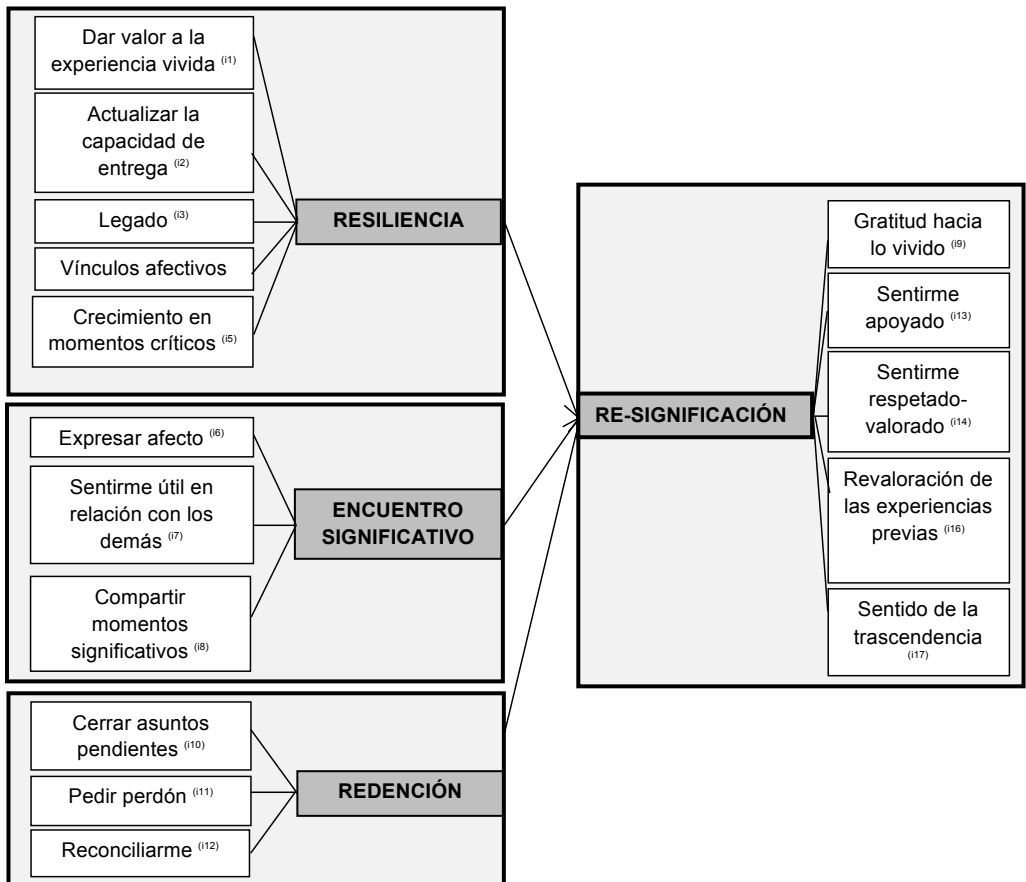 Dar valor a la
experiencia vivida (i1)
Actualizar la
capacidad de
entrega (i2)
Legado (i3)
Vínculos afectivos
Crecimiento en
momentos críticos (i5)
RESILIENCIA
Expresar afecto (i6)
Sentirme útil en
relación con los
demás (i7)
Compartir
momentos
significativos (i8)
ENCUENTRO
SIGNIFICATIVO
Cerrar asuntos
pendientes (i10)
Pedir perdón (i11)
Reconciliarme (i12)
REDENCIÓN
RE-SIGNIFICACIÓN
Gratitud hacia
lo vivido (i9)
Sentirme
apoyado (i13)
Sentirme
respetado-
valorado (i14)
Revaloración de
las experiencias
previas (i16)
Sentido de la
trascendencia
(i17)